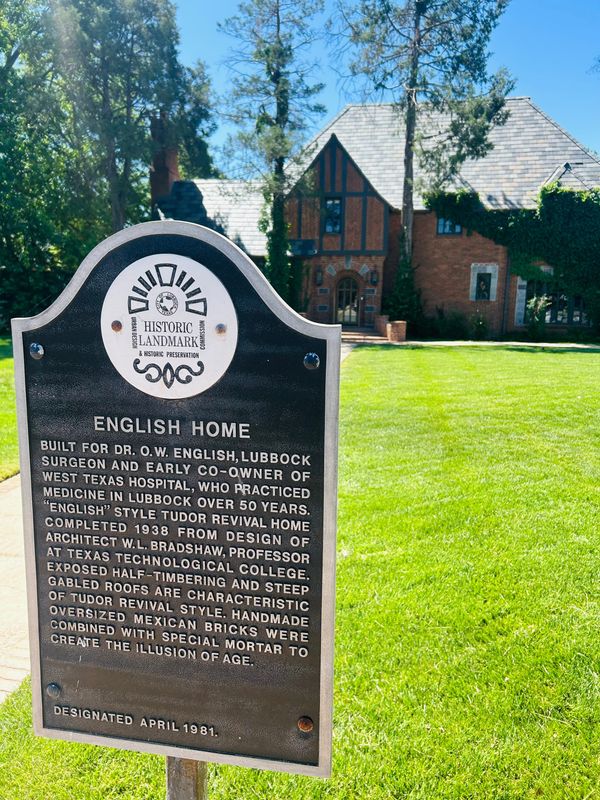 HISTORIC
LANDMARK
URBAN DESIGN
& HISTORIC PRESERVATION
COMMISSION
ENGLISH HOME
BUILT FOR DR. O.W. ENGLISH, LUBBOCK
SURGEON AND EARLY CO-OWNER OF
WEST TEXAS HOSPITAL, WHO PRACTICED
MEDICINE IN LUBBOCK OVER 50 YEARS.
"ENGLISH" STYLE TUDOR REVIVAL HOME
COMPLETED 1938 FROM DESIGN OF
ARCHITECT W.L. BRADSHAW, PROFESSOR
AT TEXAS TECHNOLOGICAL COLLEGE.
EXPOSED HALF-TIMBERING AND STEEP
GABLED ROOFS ARE CHARACTERISTIC
OF TUDOR REVIVAL STYLE. HANDMADE
OVERSIZED MEXICAN BRICKS WERE
COMBINED WITH SPECIAL MORTAR TO
CREATE THE ILLUSION OF AGE.
DESIGNATED APRIL 1981.